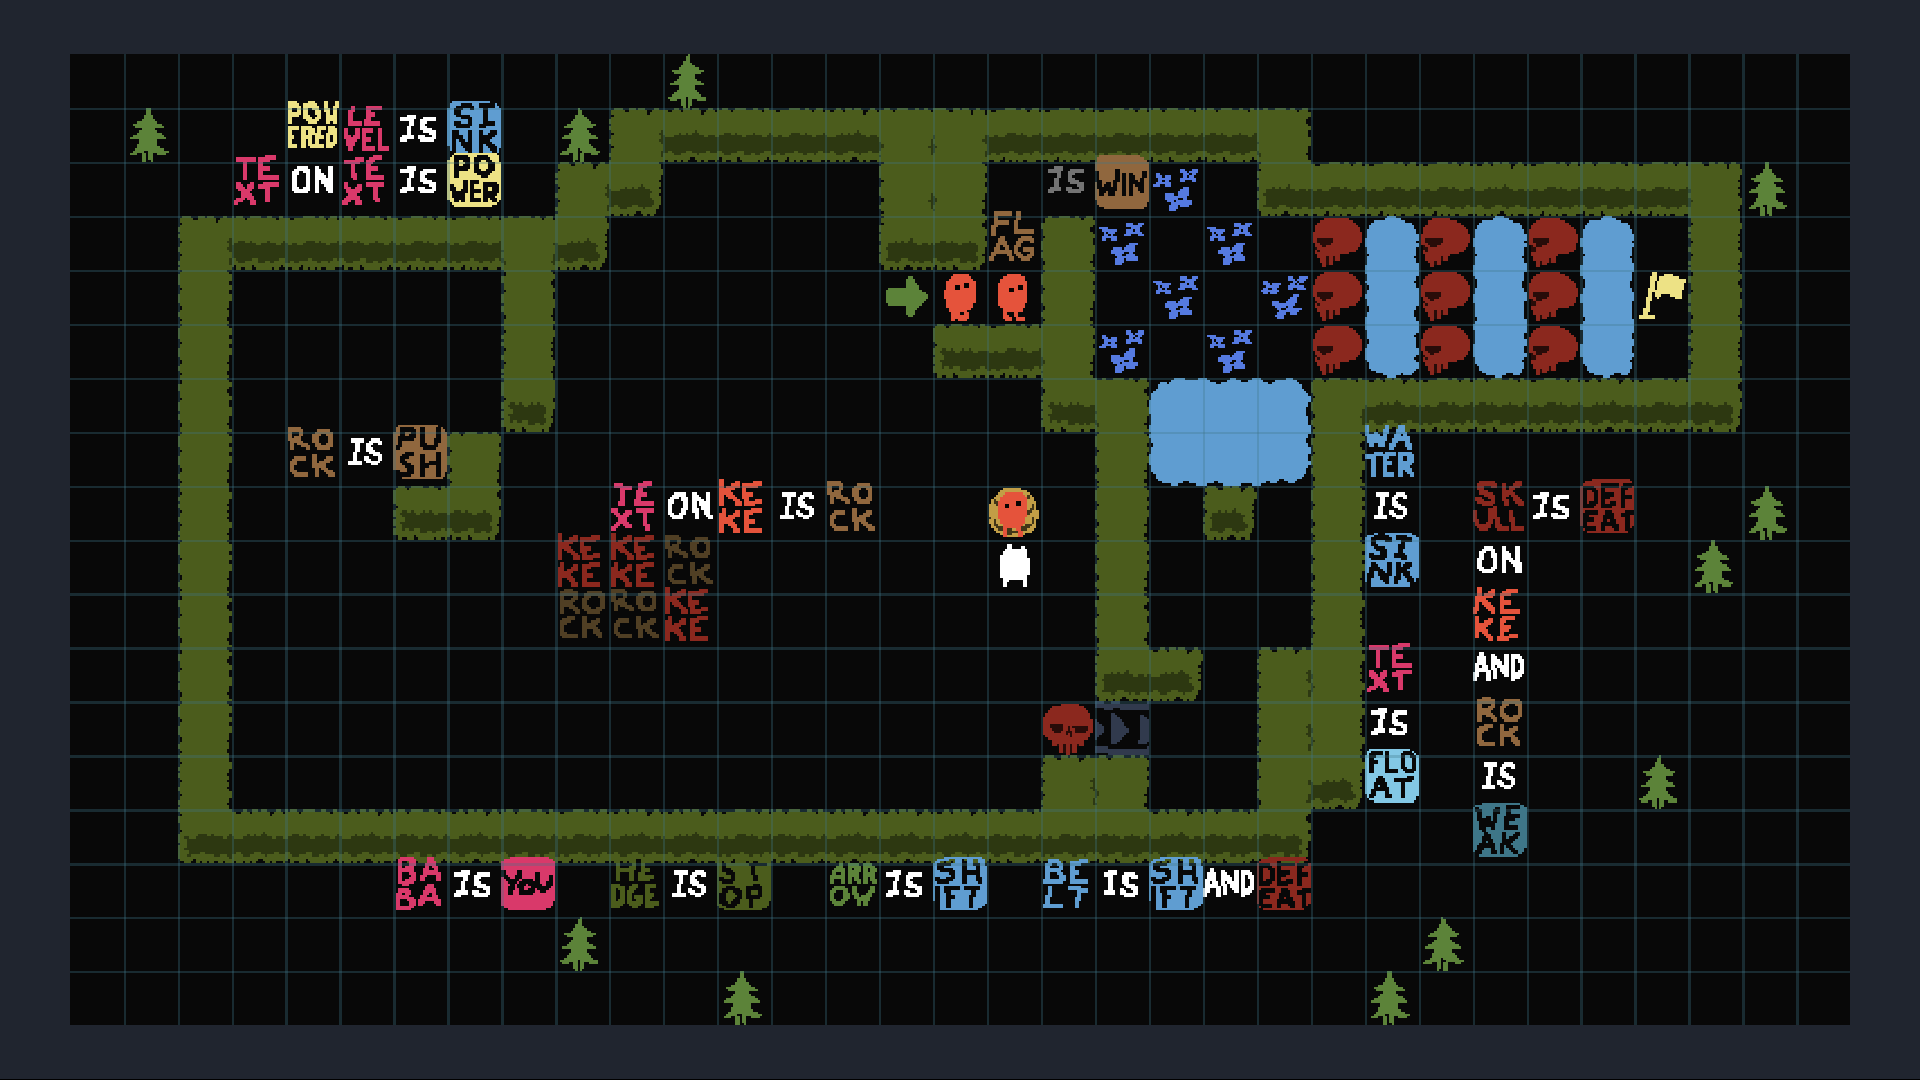 POWERED LEVEL IS SINK
TEXT ON TEXT IS POWER
IS WIN
FLAG
ROCK IS PUSH
WATER IS SINK
TEXT ON KEKE IS ROCK
SKULL IS DEFEAT
ON KEKE AND ROCK IS WEAK
KEKE KEKE ROCK
ROCK ROCK KEKE
TEXT IS FLOAT
BABA IS YOU
HEDGE IS STOP
ARROW IS SHIFT
BELT IS SHIFT AND DEFEAT